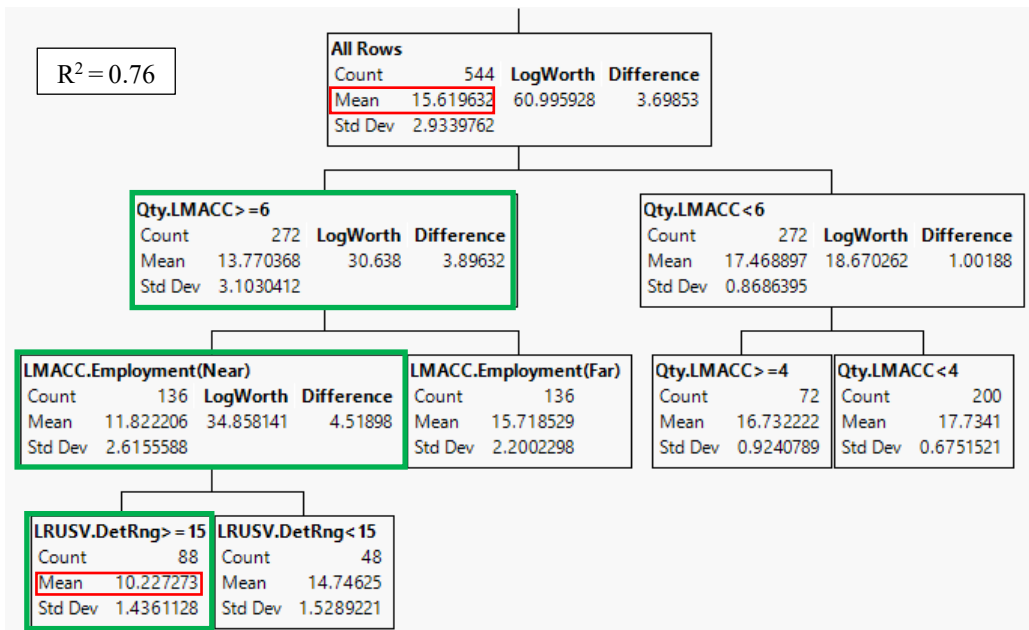 R² = 0.76
All Rows
Count 544 LogWorth Difference
Mean 15.619632 60.995928 3.69853
Std Dev 2.9339762
Qty.LMACC>=6
Count 272 LogWorth Difference
Mean 13.770368 30.638 3.89632
Std Dev 3.1030412
Qty.LMACC<6
Count 272 LogWorth Difference
Mean 17.468897 18.670262 1.00188
Std Dev 0.8686395
LMACC.Employment(Near)
Count 136 LogWorth Difference
Mean 11.822206 34.858141 4.51898
Std Dev 2.6155588
LMACC.Employment(Far)
Count 136
Mean 15.718529
Std Dev 2.2002298
Qty.LMACC>=4
Count 72
Mean 16.732222
Std Dev 0.9240789
Qty.LMACC<4
Count 200
Mean 17.7341
Std Dev 0.6751521
LRUSV.DetRng>=15
Count 88
Mean 10.227273
Std Dev 1.4361128
LRUSV.DetRng<15
Count 48
Mean 14.74625
Std Dev 1.5289221